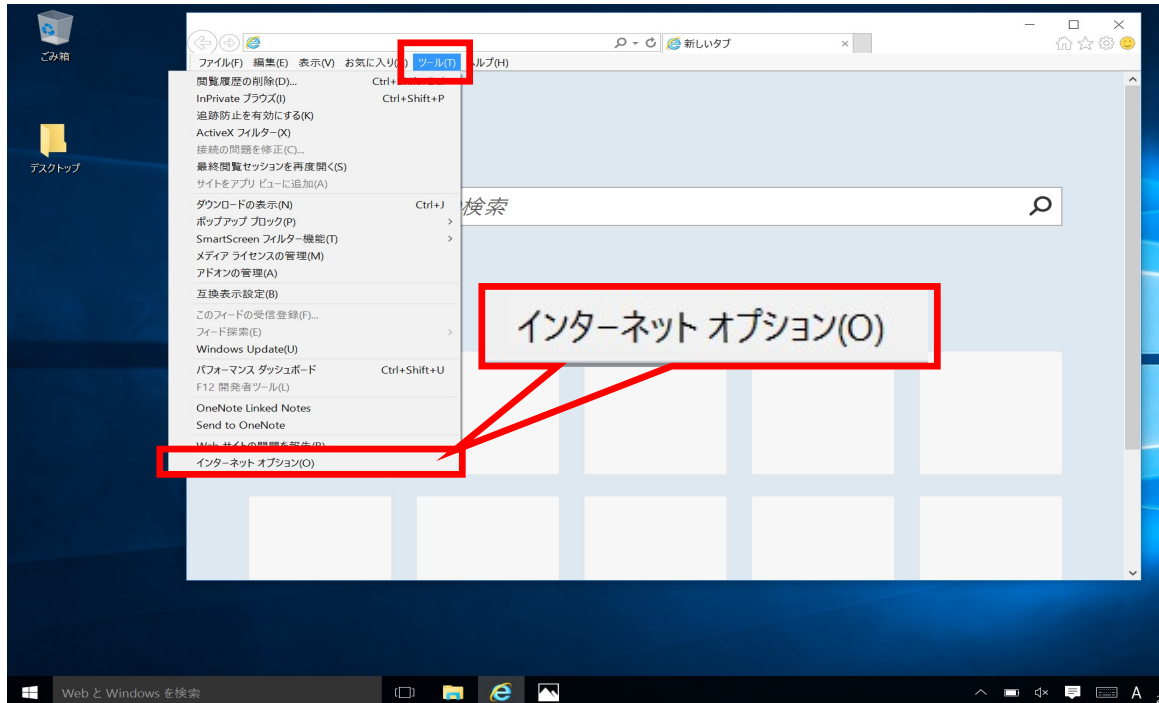 ごみ箱
デスクトップ
新しいタブ
ファイル(F) 編集(E) 表示(V) お気に入り ツール(T) ルプ(H)
閲覧履歴の削除(D)...
InPrivate ブラウズ(I) Ctrl+Shift+P
追跡防止を有効にする(K)
ActiveX フィルター(X)
接続の問題を修正(C)...
最終閲覧セッションを再度開く(S)
サイトをアプリ ビューに追加(A)
ダウンロードの表示(N) Ctrl+J
ポップアップ ブロック(P)
SmartScreen フィルター機能(T)
メディア ライセンスの管理(M)
アドオンの管理(A)
互換表示設定(B)
このフィードの受信登録(F)...
フィード探索(E)
Windows Update(U)
パフォーマンス ダッシュボード Ctrl+Shift+U
F12 開発者ツール(L)
OneNote Linked Notes
Send to OneNote
Web サイトの問題を報告(R)
インターネット オプション(O)
検索
インターネット オプション(O)
Web と Windows を検索
A